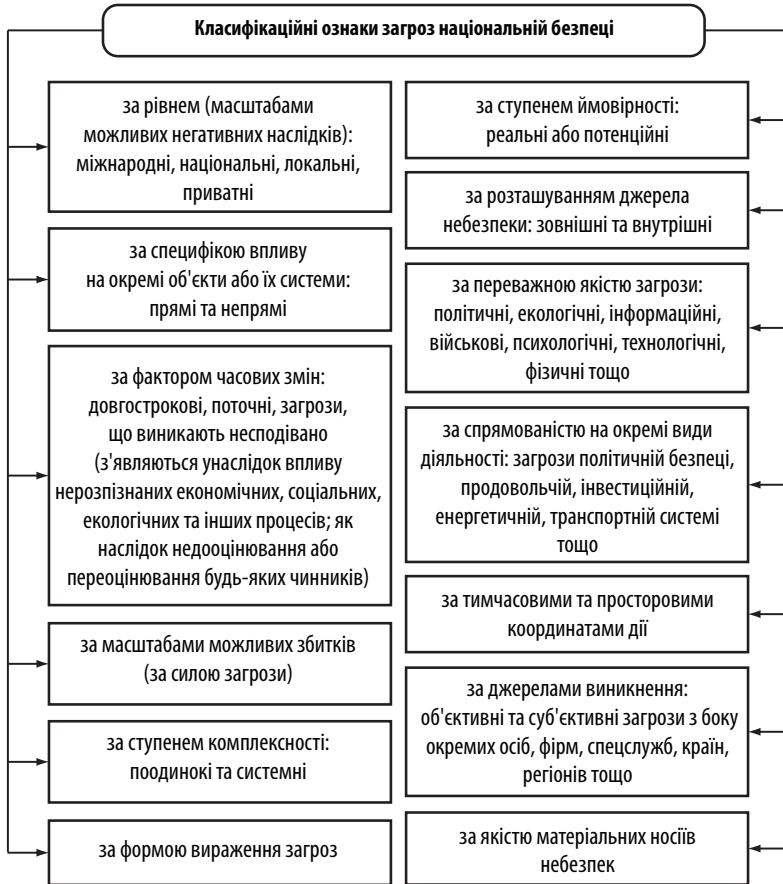 Класифікаційні ознаки загроз національній безпеці
за рівнем (масштабами
можливих негативних наслідків):
міжнародні, національні, локальні,
приватні
за специфікою впливу
на окремі об'єкти або їх системи:
прямі та непрямі
за фактором часових змін:
довгострокові, поточні, загрози,
що виникають несподівано
(з'являються унаслідок впливу
нерозпізнаних економічних, соціальних,
екологічних та інших процесів; як
наслідок недооцінювання або
переоцінювання будь-яких чинників)
за масштабами можливих збитків
(за силою загрози)
за ступенем комплексності:
поодинокі та системні
за формою вираження загроз
за ступенем ймовірності:
реальні або потенційні
за розташуванням джерела
небезпеки: зовнішні та внутрішні
за переважною якістю загрози:
політичні, екологічні, інформаційні,
військові, психологічні, технологічні,
фізичні тощо
за спрямованістю на окремі види
діяльності: загрози політичній безпеці,
продовольчій, інвестиційній,
енергетичній, транспортній системі
тощо
за тимчасовими та просторовими
координатами дії
за джерелами виникнення:
об'єктивні та суб'єктивні загрози з боку
окремих осіб, фірм, спецслужб, країн,
регіонів тощо
за якістю матеріальних носіїв
небезпек